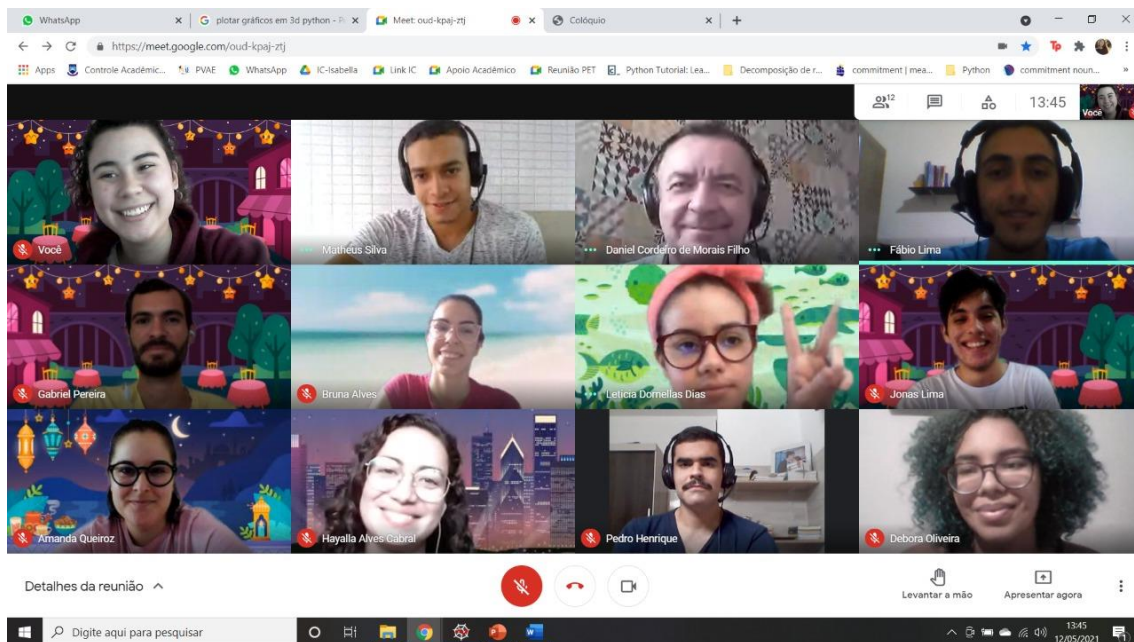 WhatsApp
plotar gráficos em 3d python - P
Meet: oud-kpaj-ztj
Colóquio
https://meet.google.com/oud-kpaj-ztj
Apps
Controle Acadêmic...
PVAE
WhatsApp
IC-Isabella
Link IC
Apoio Acadêmico
Reunião PET
Python Tutorial: Lea...
Decomposição de r...
commitment | mea...
Python
commitment noun...
»
12
13:45
Você
Você
Matheus Silva
Daniel Cordeiro de Morais Filho
Fábio Lima
Gabriel Pereira
Bruna Alves
Leticia Dornellas Dias
Jonas Lima
Amanda Queiroz
Hayalla Alves Cabral
Pedro Henrique
Debora Oliveira
Detalhes da reunião
Levantar a mão
Apresentar agora
Digite aqui para pesquisar
13:45
12/05/2021